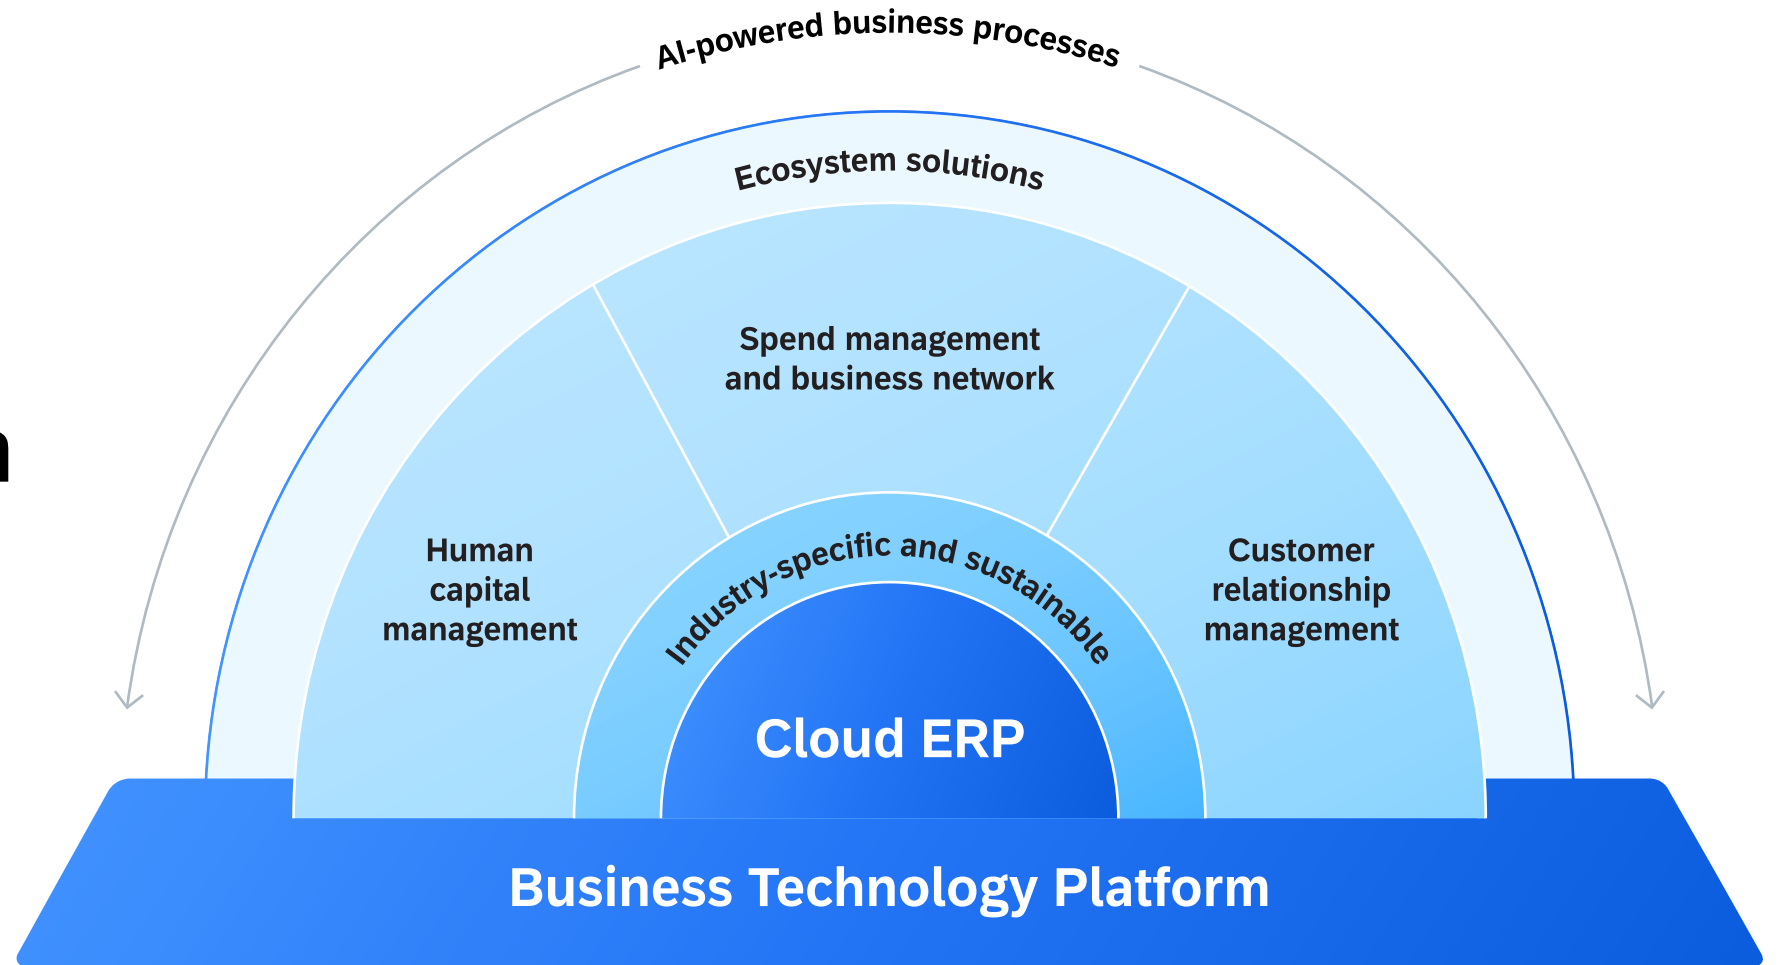 AI-powered business processes
Ecosystem solutions
Spend management
and business network
Human
capital
management
Customer
relationship
management
Industry-specific and sustainable
Cloud ERP
Business Technology Platform